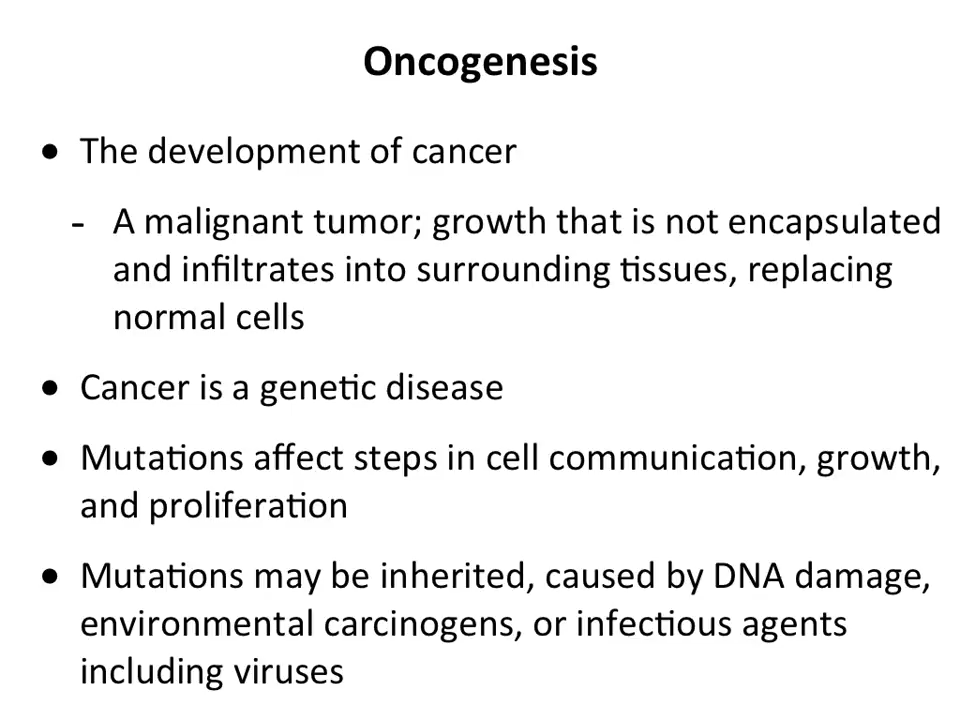 Oncogenesis
• The development of cancer
- A malignant tumor; growth that is not encapsulated
and infiltrates into surrounding tissues, replacing
normal cells
• Cancer is a genetic disease
• Mutations affect steps in cell communication, growth,
and proliferation
• Mutations may be inherited, caused by DNA damage,
environmental carcinogens, or infectious agents
including viruses